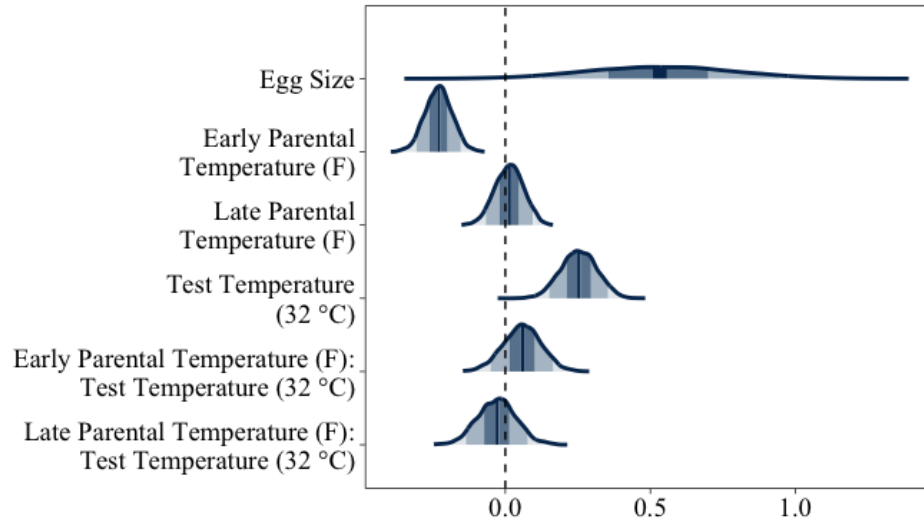 Egg Size
Early Parental
Temperature (F)
Late Parental
Temperature (F)
Test Temperature
(32 °C)
Early Parental Temperature (F):
Test Temperature (32 °C)
Late Parental Temperature (F):
Test Temperature (32 °C)
0.0 0.5 1.0